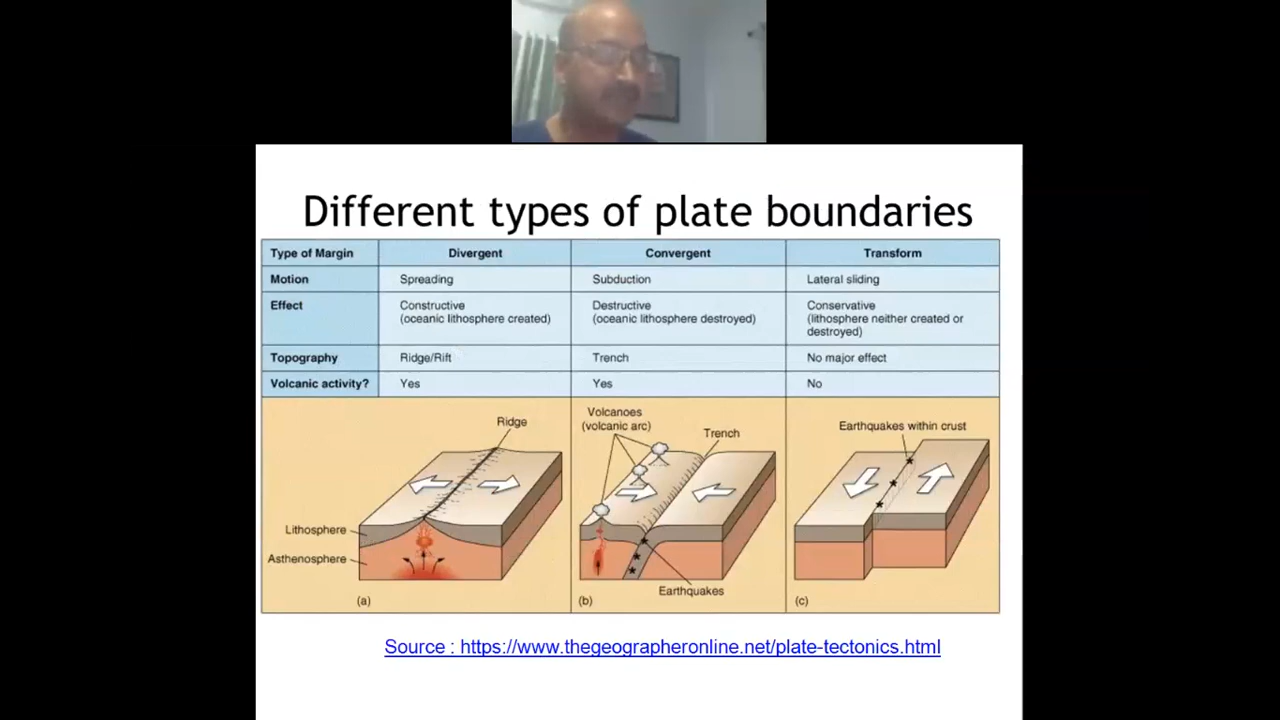 Different types of plate boundaries
Type of Margin Divergent Convergent Transform
Motion Spreading Subduction Lateral sliding
Effect Constructive (oceanic lithosphere created) Destructive (oceanic lithosphere destroyed) Conservative (lithosphere neither created or destroyed)
Topography Ridge/Rift Trench No major effect
Volcanic activity? Yes Yes No
Ridge
Lithosphere
Asthenosphere
(a)
Volcanoes
(volcanic arc)
Trench
Earthquakes
(b)
Earthquakes within crust
(c)
Source : https://www.thegeographeronline.net/plate-tectonics.html